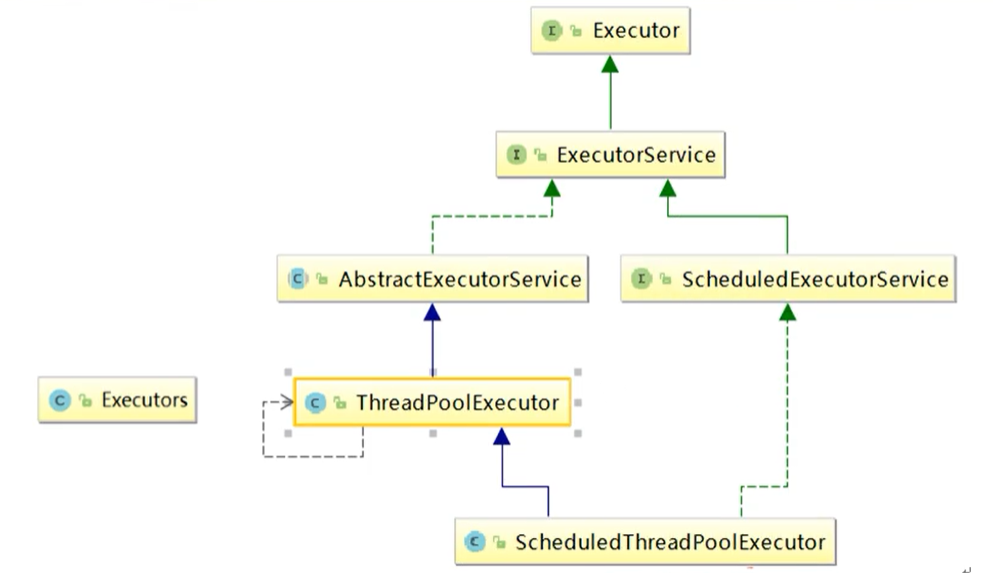 Executor
ExecutorService
AbstractExecutorService
ScheduledExecutorService
Executors
ThreadPoolExecutor
ScheduledThreadPoolExecutor